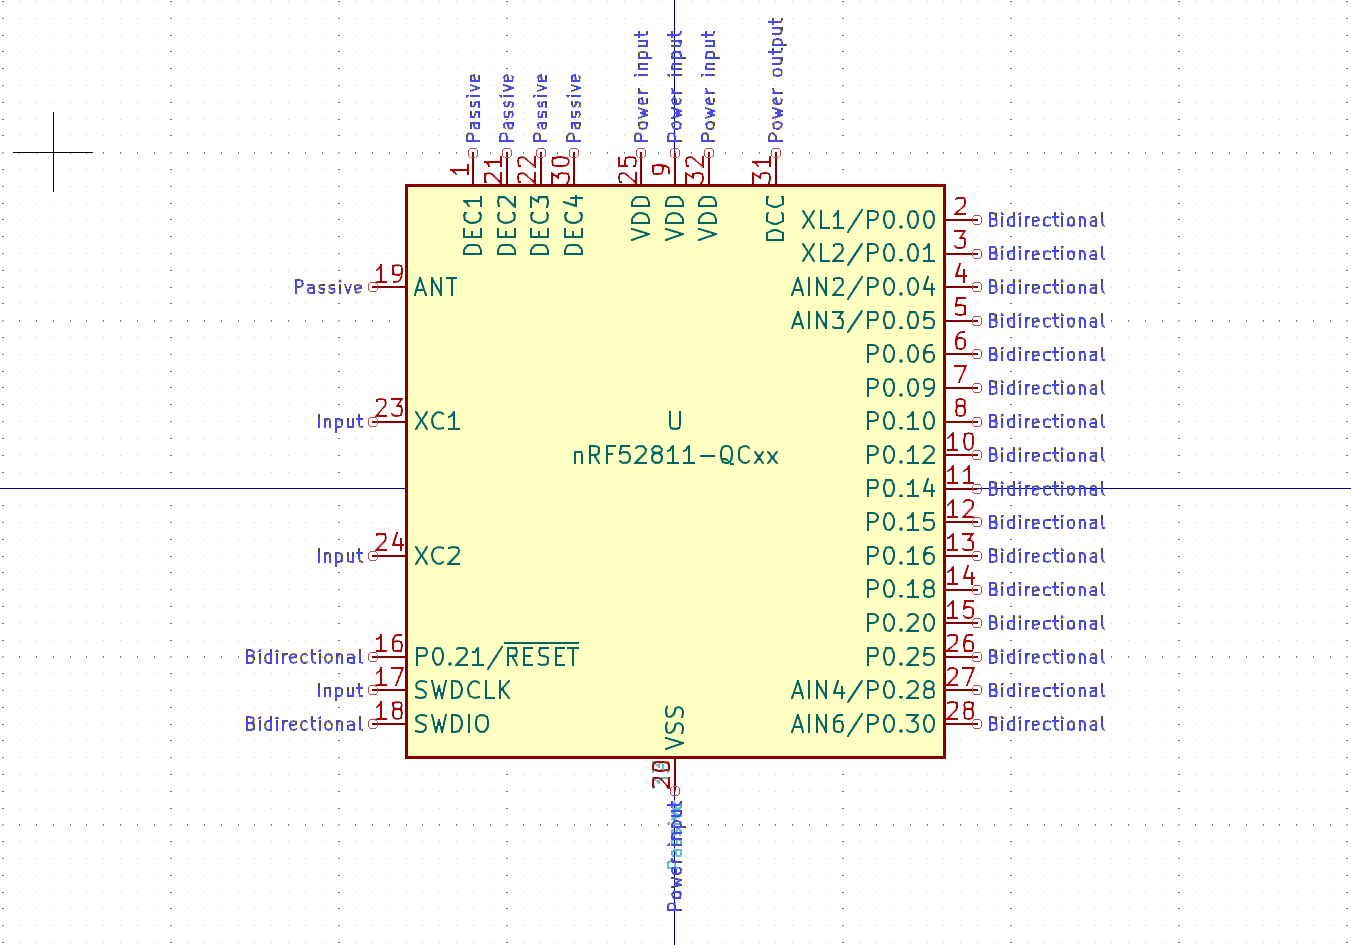 Passive
Passive
Passive
Passive
Power input
Power input
Power input
Power output
1
21
22
30
25
9
32
31
DEC1
DEC2
DEC3
DEC4
VDD
VDD
VDD
DCC
XL1/P0.00 2 Bidirectional
XL2/P0.01 3 Bidirectional
Passive 19 ANT
AIN2/P0.04 4 Bidirectional
AIN3/P0.05 5 Bidirectional
P0.06 6 Bidirectional
P0.09 7 Bidirectional
Input 23 XC1
U
P0.10 8 Bidirectional
nRF52811-QCxx
P0.12 10 Bidirectional
P0.14 11 Bidirectional
P0.15 12 Bidirectional
Input 24 XC2
P0.16 13 Bidirectional
P0.18 14 Bidirectional
P0.20 15 Bidirectional
Bidirectional 16 P0.21/RESET
P0.25 26 Bidirectional
Input 17 SWDCLK
AIN4/P0.28 27 Bidirectional
Bidirectional 18 SWDIO
AIN6/P0.30 28 Bidirectional
VSS
20
Power input